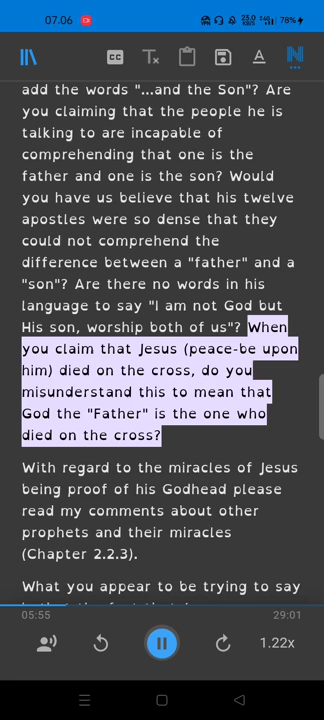 07.06
25.0 KB/S
78%
CC
add the words "...and the Son"? Are
you claiming that the people he is
talking to are incapable of
comprehending that one is the
father and one is the son? Would
you have us believe that his twelve
apostles were so dense that they
could not comprehend the
difference between a "father" and a
"son"? Are there no words in his
language to say "I am not God but
His son, worship both of us"? When
you claim that Jesus (peace-be upon
him) died on the cross, do you
misunderstand this to mean that
God the "Father" is the one who
died on the cross?
With regard to the miracles of Jesus
being proof of his Godhead please
read my comments about other
prophets and their miracles
(Chapter 2.2.3).
What you appear to be trying to say
05:55
29:01
1.22x